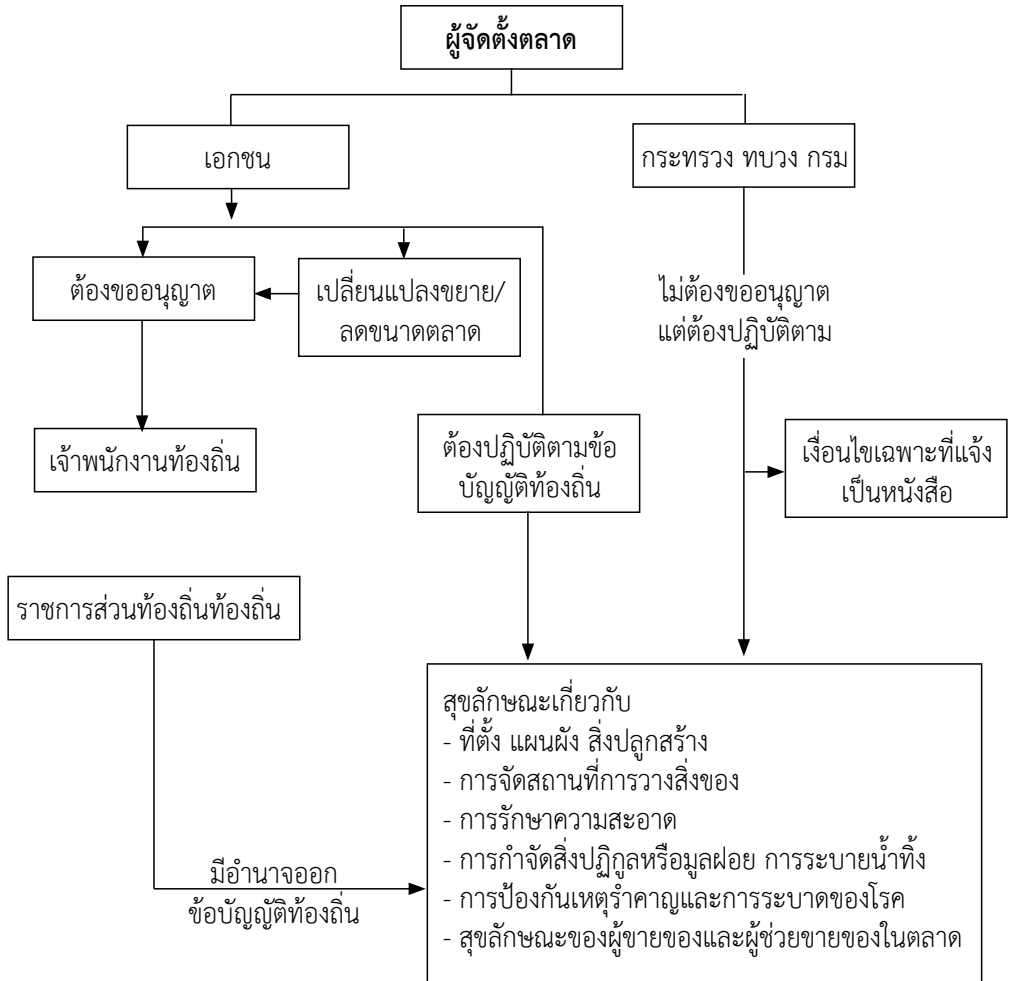 ผู้จัดตั้งตลาด
เอกชน
กระทรวง ทบวง กรม
ต้องขออนุญาต
เปลี่ยนแปลงขยาย/
ลดขนาดตลาด
ไม่ต้องขออนุญาต
แต่ต้องปฏิบัติตาม
เจ้าพนักงานท้องถิ่น
ต้องปฏิบัติตามข้อ
บัญญัติท้องถิ่น
เงื่อนไขเฉพาะที่แจ้ง
เป็นหนังสือ
ราชการส่วนท้องถิ่นท้องถิ่น
มีอำนาจออก
ข้อบัญญัติท้องถิ่น
สุขลักษณะเกี่ยวกับ
- ที่ตั้ง แผนผัง สิ่งปลูกสร้าง
- การจัดสถานที่การวางสิ่งของ
- การรักษาความสะอาด
- การกำจัดสิ่งปฏิกูลหรือมูลฝอย การระบายน้ำทิ้ง
- การป้องกันเหตุรำคาญและการระบาดของโรค
- สุขลักษณะของผู้ขายของและผู้ช่วยขายของในตลาด